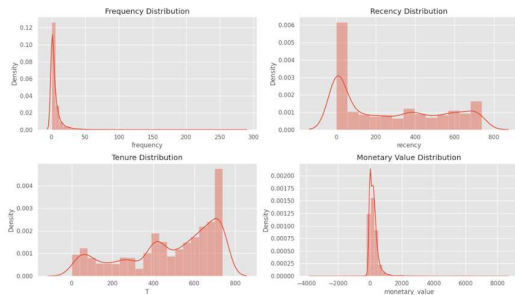 Frequency Distribution
Density
0.12
0.10
0.08
0.06
0.04
0.02
0.00
0 50 100 150 200 250 300
frequency
Recency Distribution
Density
0.006
0.005
0.004
0.003
0.002
0.001
0.000
0 200 400 600 800
recency
Tenure Distribution
Density
0.004
0.003
0.002
0.001
0.000
0 200 400 600 800
T
Monetary Value Distribution
Density
0.00200
0.00175
0.00150
0.00125
0.00100
0.00075
0.00050
0.00025
0.00000
−4000 −2000 0 2000 4000 6000 8000
monetary_value